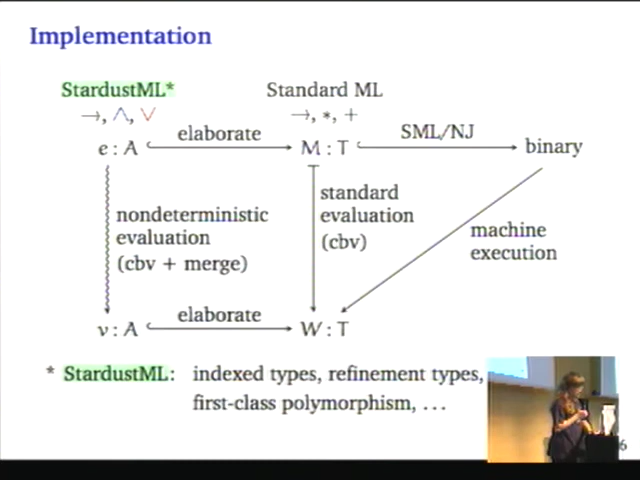 Implementation
StardustML*
Standard ML
→, ∧, ∨
→, *, +
e : A
elaborate
M : T
SML/NJ
binary
nondeterministic
evaluation
(cbv + merge)
standard
evaluation
(cbv)
machine
execution
v : A
elaborate
W : T
* StardustML: indexed types, refinement types,
first-class polymorphism, …
6